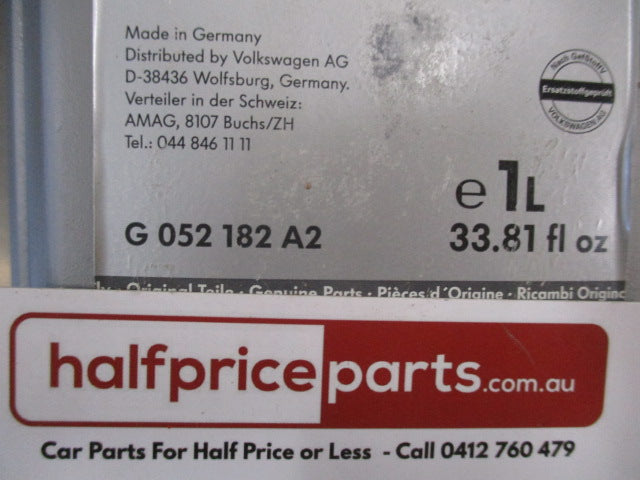 Made in Germany
Distributed by Volkswagen AG
D-38436 Wolfsburg, Germany.
Verteiler in der Schweiz:
AMAG, 8107 Buchs/ZH
Tel.: 044 846 11 11
Nach GefStoffV
Ersatzstoffgeprüft
VOLKSWAGEN AG
e 1L
G 052 182 A2
33.81 fl oz
Original Teile · Genuine Parts · Pièces d'Origine · Ricambi
halfpriceparts.com.au
Car Parts For Half Price or Less - Call 0412 760 479